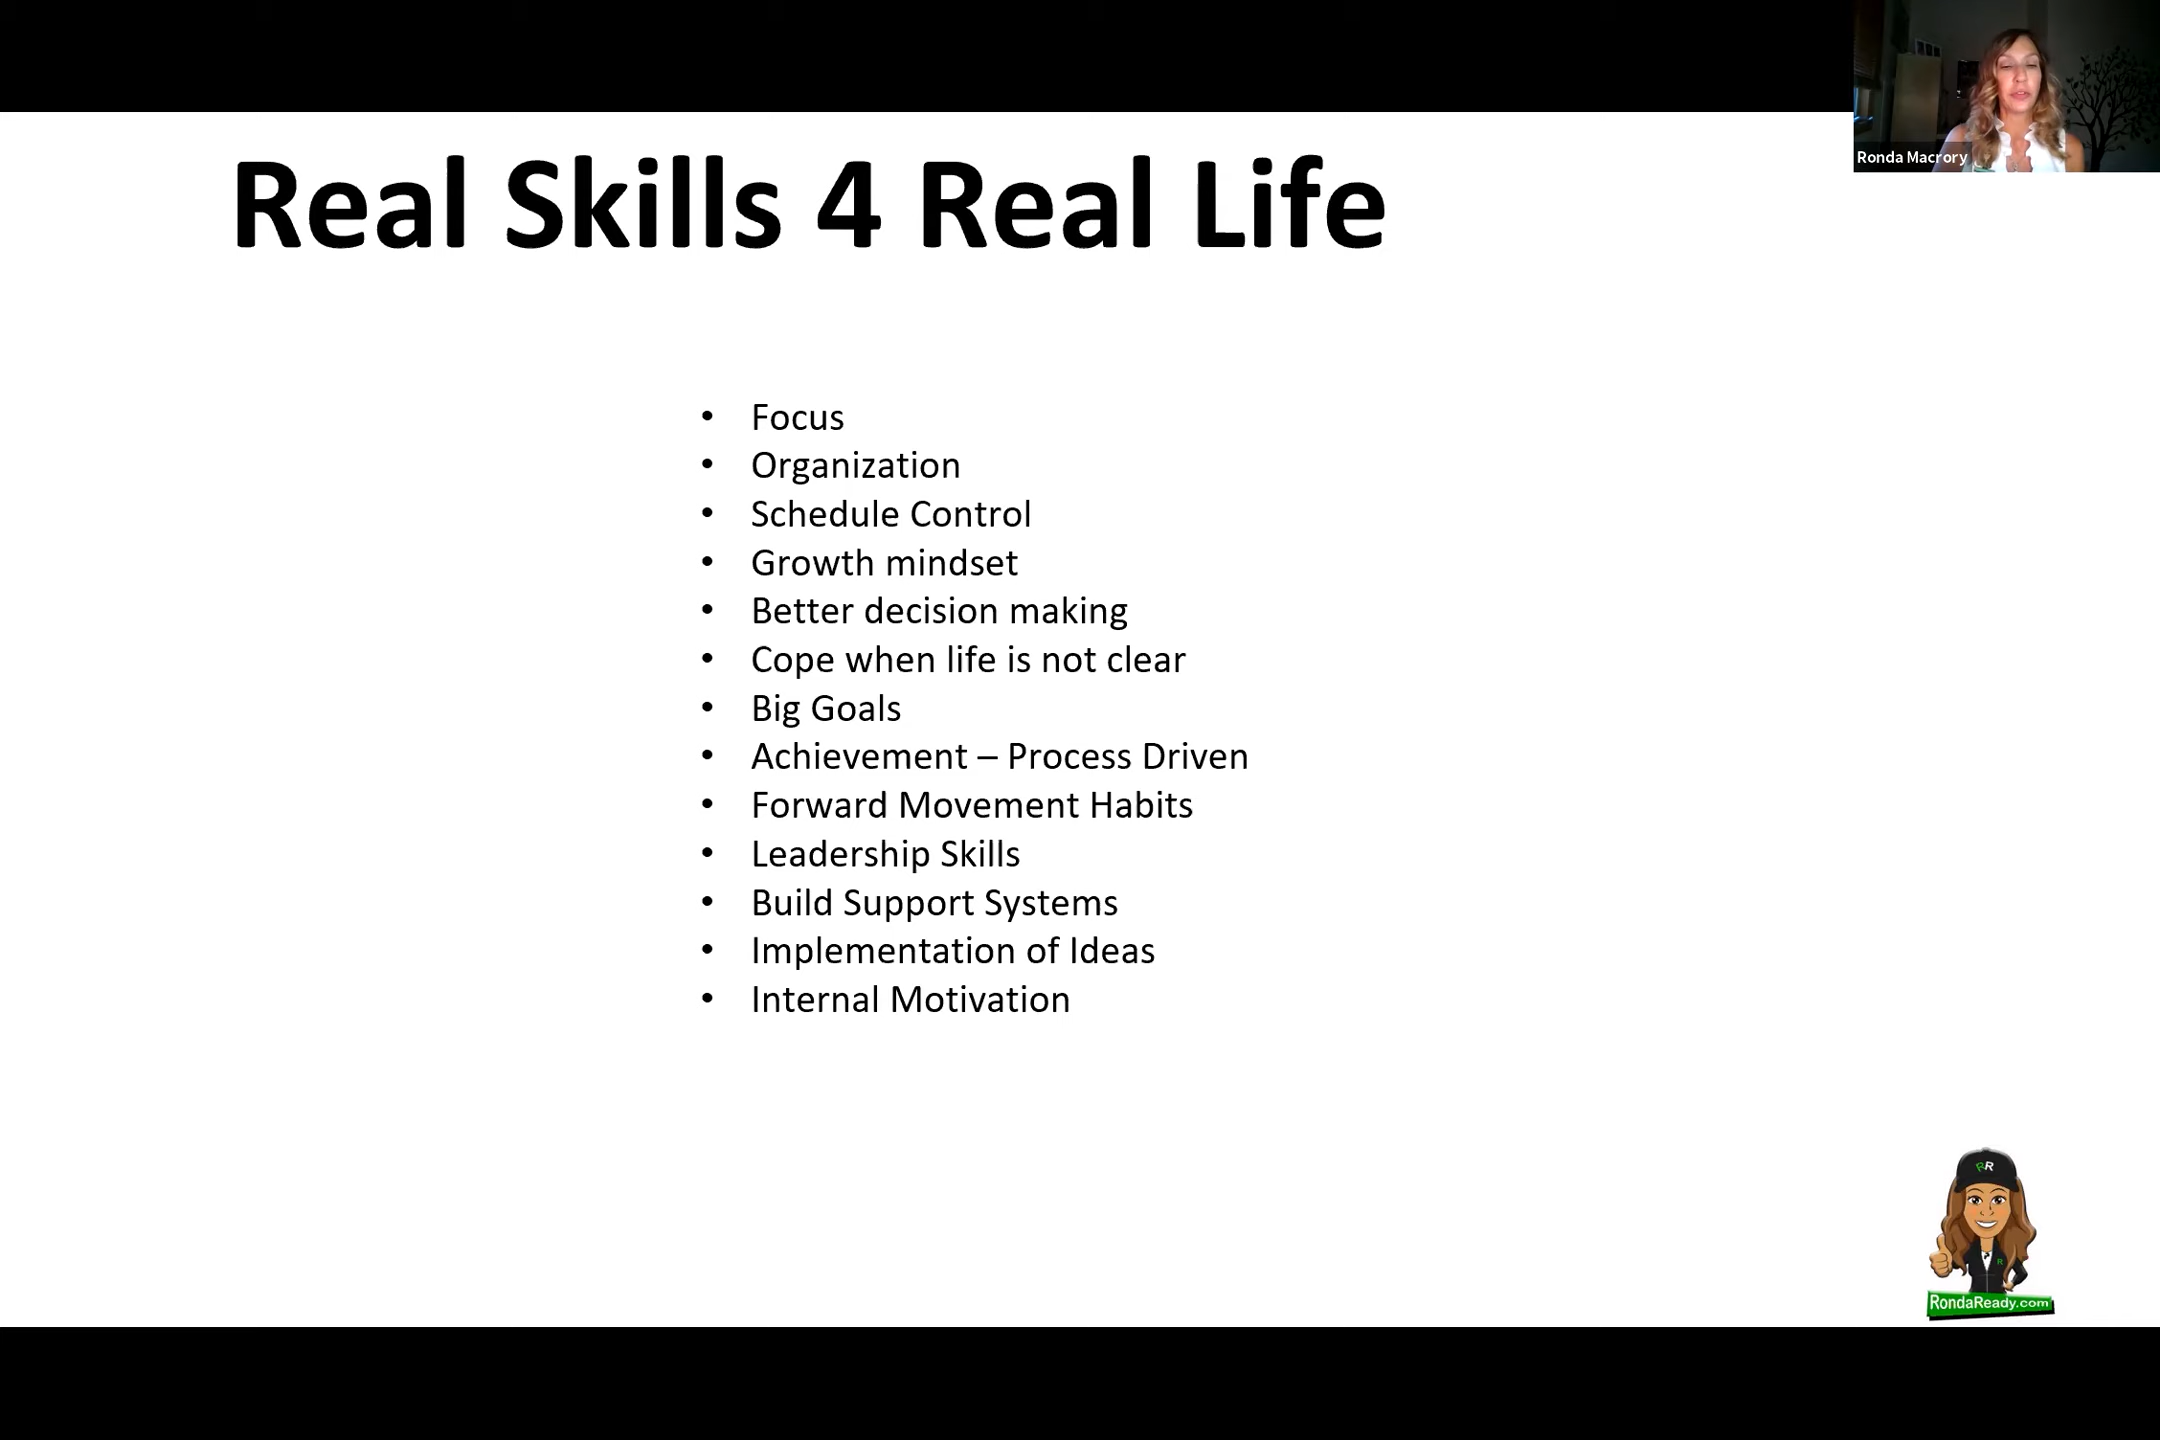 Ronda Macrory
Real Skills 4 Real Life
• Focus
• Organization
• Schedule Control
• Growth mindset
• Better decision making
• Cope when life is not clear
• Big Goals
• Achievement – Process Driven
• Forward Movement Habits
• Leadership Skills
• Build Support Systems
• Implementation of Ideas
• Internal Motivation
RR
R
RondaReady.com